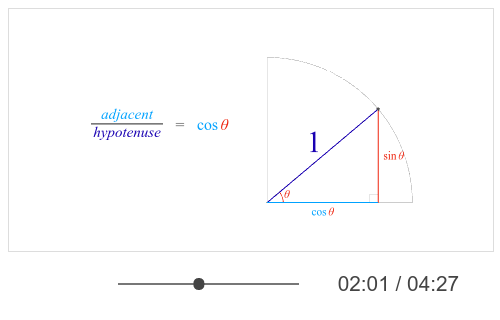 adjacent
hypotenuse
= cos θ
1
sin θ
θ
cos θ
02:01 / 04:27